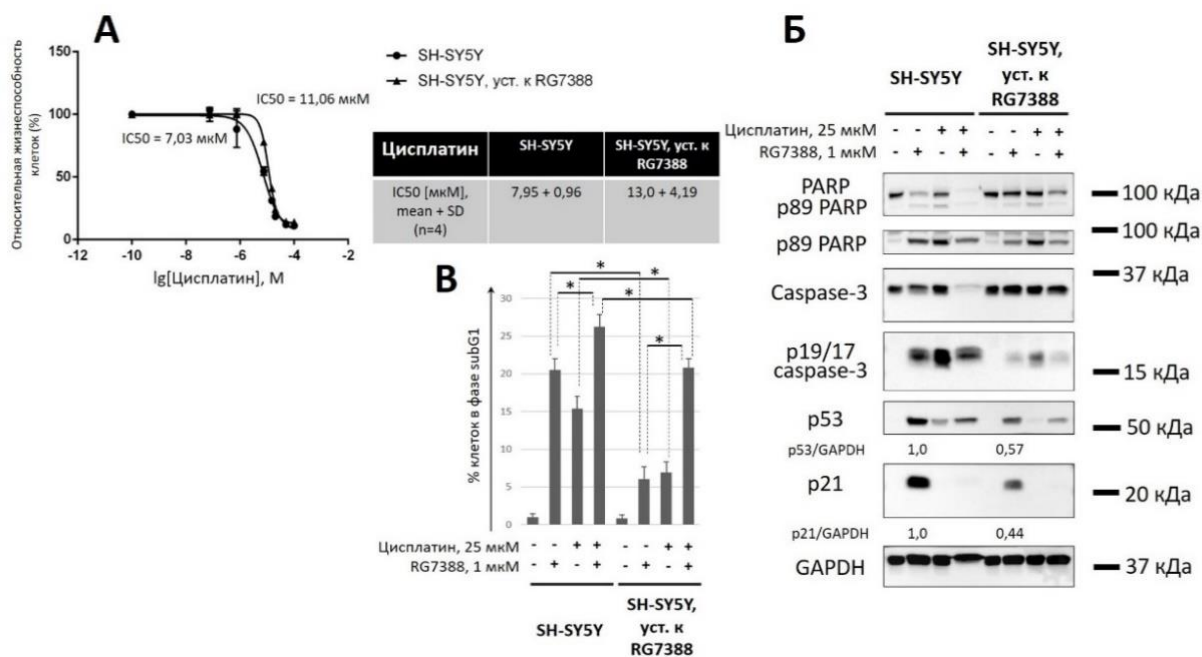 А
Относительная жизнеспособность
клеток (%)
150
100
50
0
-12
-10
-8
-6
-4
-2
lg[Цисплатин], М
IC50 = 7,03 мкМ
IC50 = 11,06 мкМ
SH-SY5Y
SH-SY5Y, уст. к RG7388
Цисплатин
SH-SY5Y
SH-SY5Y, уст. к
RG7388
IC50 [мкМ],
mean + SD
(n=4)
7,95 + 0,96
13,0 + 4,19
В
% клеток в фазе subG1
30
25
20
15
10
5
0
* * * * *
Цисплатин, 25 мкМ - - + + - - + +
RG7388, 1 мкМ - + - + - + - +
SH-SY5Y
SH-SY5Y,
уст. к
RG7388
Б
SH-SY5Y
SH-SY5Y,
уст. к
RG7388
Цисплатин, 25 мкМ - - + + - - + +
RG7388, 1 мкМ - + - + - + - +
PARP
p89 PARP
100 кДа
p89 PARP
100 кДа
Caspase-3
37 кДа
p19/17
caspase-3
15 кДа
p53
50 кДа
p53/GAPDH 1,0 0,57
p21
20 кДа
p21/GAPDH 1,0 0,44
GAPDH
37 кДа